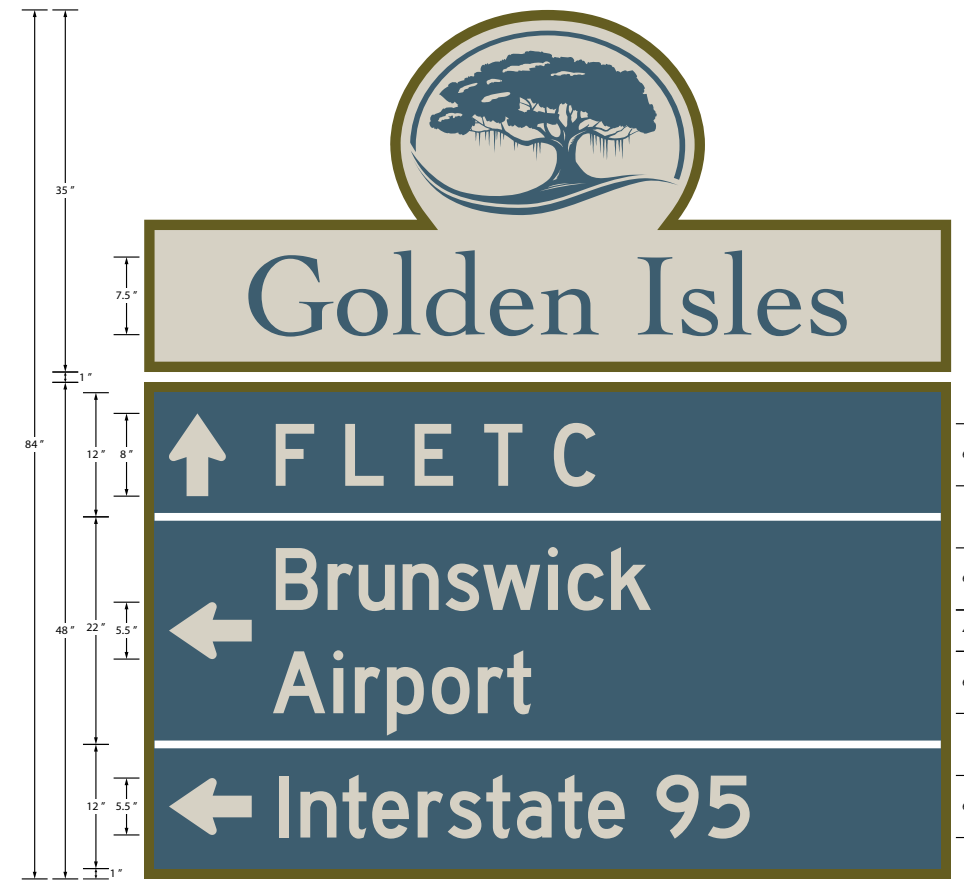 35"
Golden Isles
7.5"
1"
84"
12"
8"
F L E T C
48"
22"
5.5"
Brunswick
Airport
12"
5.5"
Interstate 95
1"